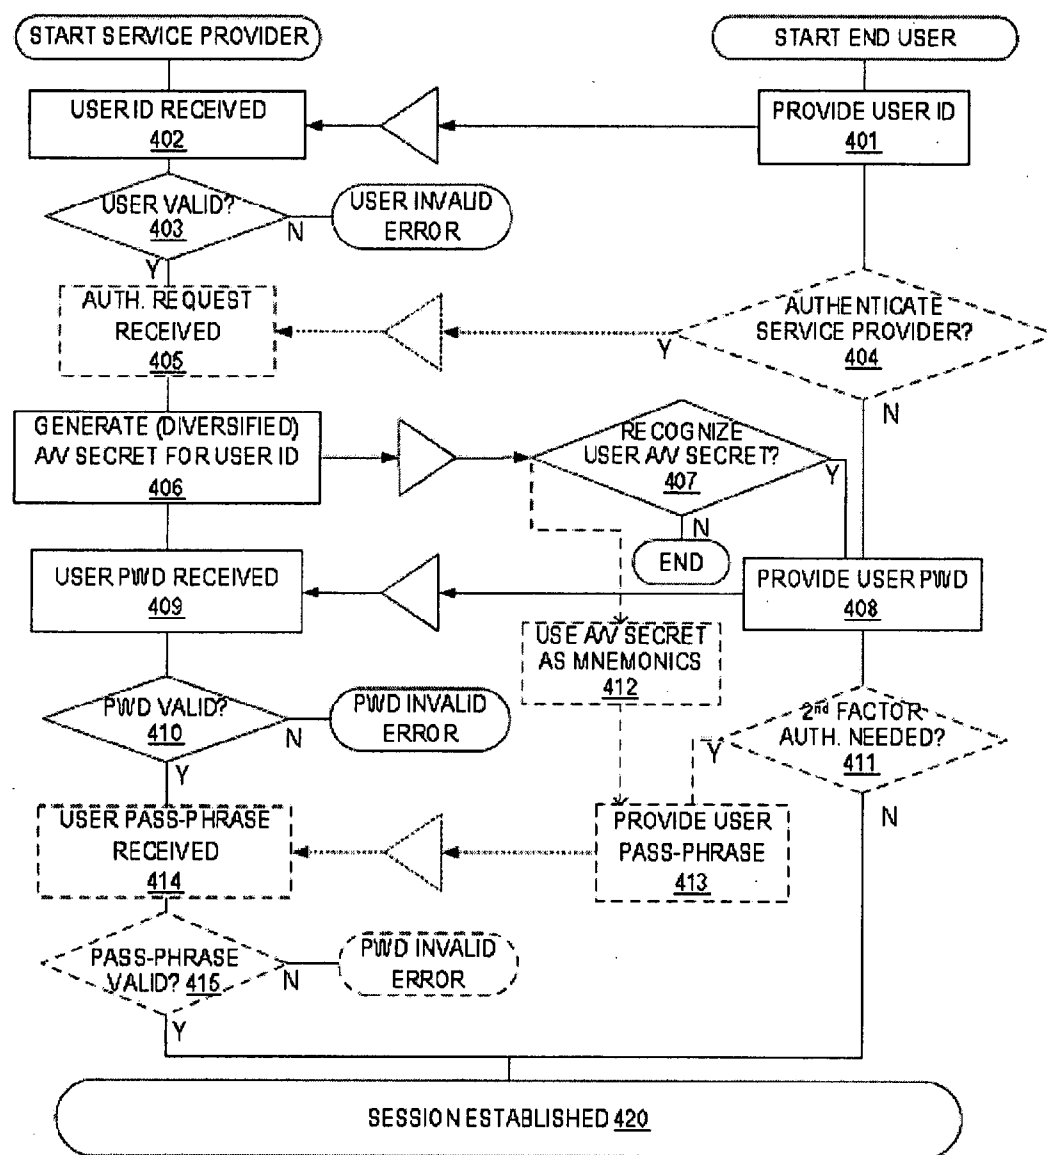 START SERVICE PROVIDER
START END USER
USER ID RECEIVED
402
PROVIDE USER ID
401
USER VALID?
403
N
Y
USER INVALID
ERROR
AUTH. REQUEST
RECEIVED
405
AUTHENTICATE
SERVICE PROVIDER?
404
Y
N
GENERATE (DIVERSIFIED)
A/V SECRET FOR USER ID
406
RECOGNIZE
USER A/V SECRET?
407
Y
N
END
USER PWD RECEIVED
409
PROVIDE USER PWD
408
USE A/V SECRET
AS MNEMONICS
412
PWD VALID?
410
N
Y
PWD INVALID
ERROR
2nd FACTOR
AUTH. NEEDED?
411
Y
N
USER PASS-PHRASE
RECEIVED
414
PROVIDE USER
PASS-PHRASE
413
PASS-PHRASE
VALID? 415
N
Y
PWD INVALID
ERROR
SESSION ESTABLISHED 420